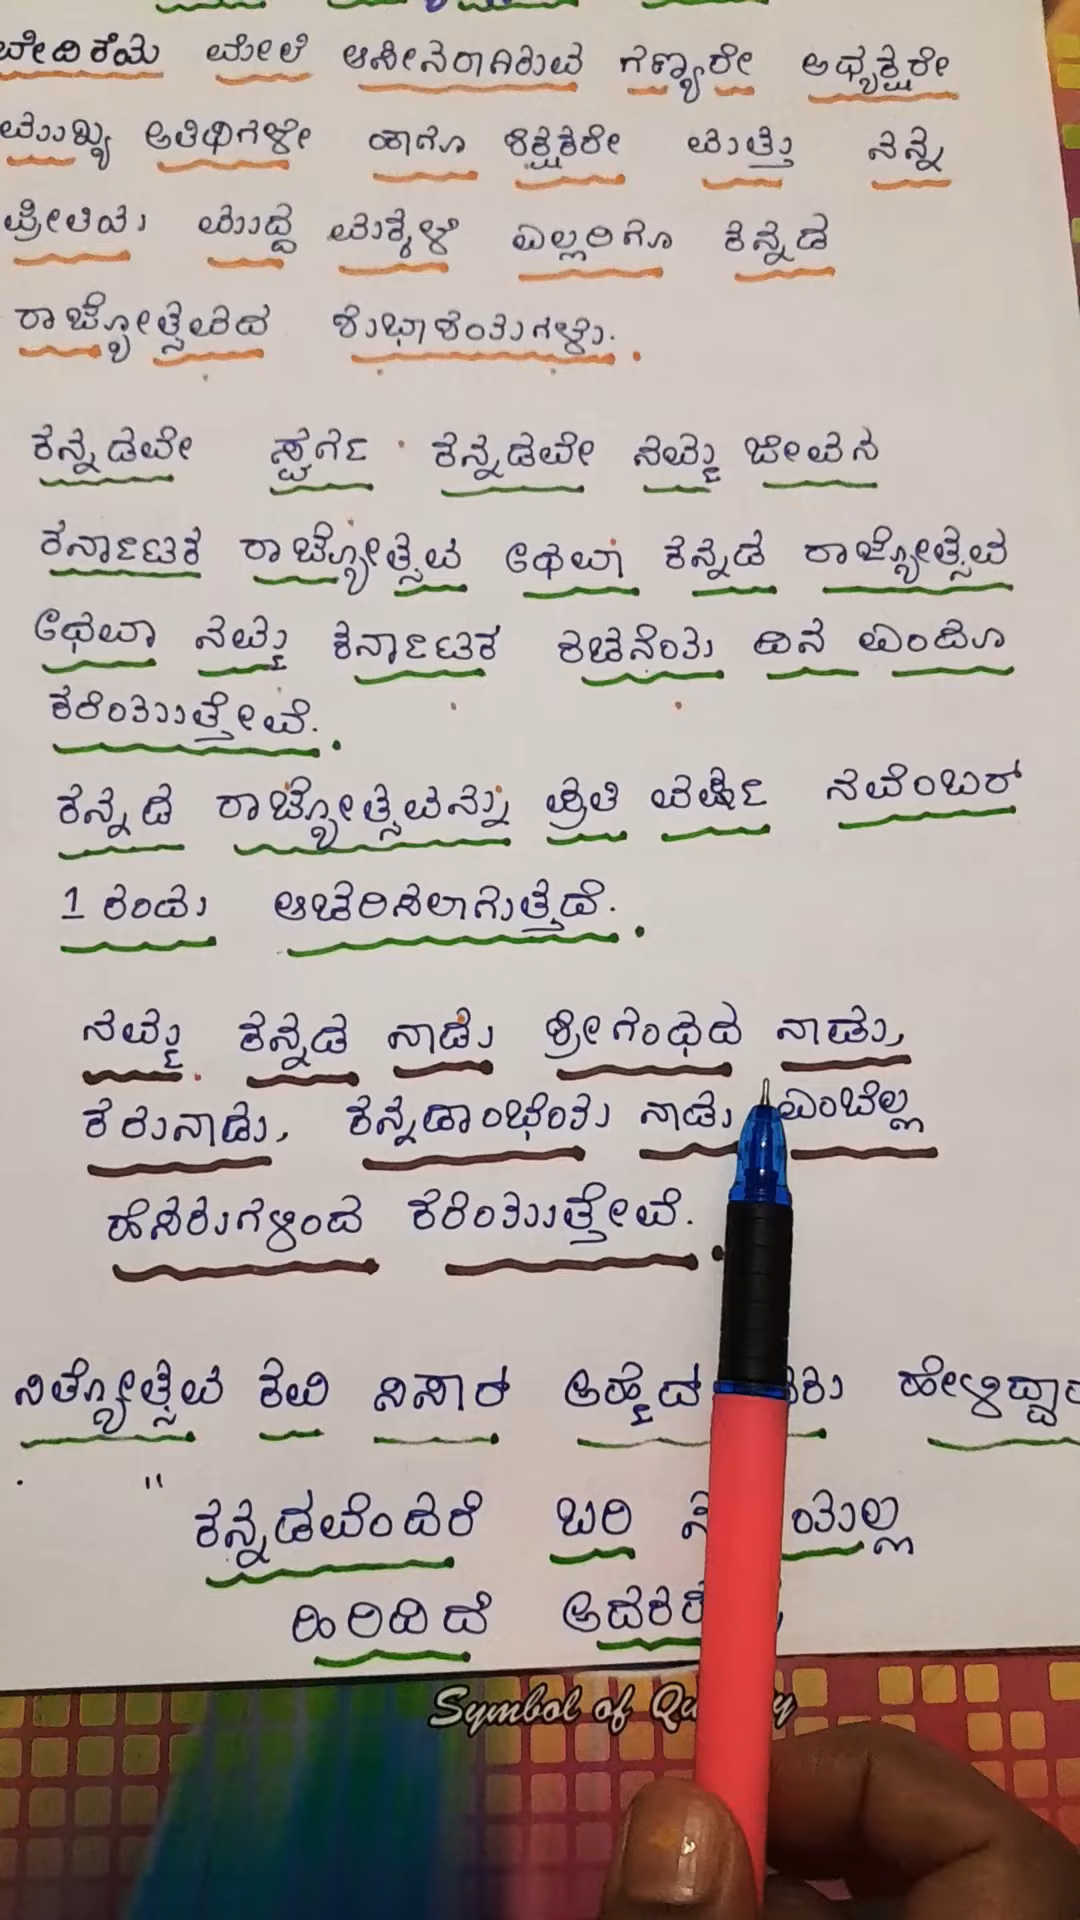 ವೇದಿಕೆಯ ಮೇಲೆ ಆಸೀನರಾಗಿರುವ ಗಣ್ಯರೇ ಅಧ್ಯಕ್ಷರೇ
ಮುಖ್ಯ ಅತಿಥಿಗಳೇ ಹಾಗೂ ಶಿಕ್ಷಕರೇ ಮತ್ತು ನನ್ನ
ಪ್ರೀತಿಯ ಮುದ್ದು ಮಕ್ಕಳೆ ಎಲ್ಲರಿಗೂ ಕನ್ನಡ
ರಾಜ್ಯೋತ್ಸವದ ಶುಭಾಶಯಗಳು.
ಕನ್ನಡವೇ ಸ್ವರ್ಗ ಕನ್ನಡವೇ ನಮ್ಮ ಜೀವನ
ಕರ್ನಾಟಕ ರಾಜ್ಯೋತ್ಸವ ಅಥವಾ ಕನ್ನಡ ರಾಜ್ಯೋತ್ಸವ
ಅಥವಾ ನಮ್ಮ ಕರ್ನಾಟಕ ರಚನೆಯ ದಿನ ಎಂದೂ
ಕರೆಯುತ್ತೇವೆ.
ಕನ್ನಡ ರಾಜ್ಯೋತ್ಸವವನ್ನು ಪ್ರತಿ ವರ್ಷ ನವೆಂಬರ್
1 ರಂದು ಆಚರಿಸಲಾಗುತ್ತದೆ.
ನಮ್ಮ ಕನ್ನಡ ನಾಡು ಶ್ರೀಗಂಧದ ನಾಡು,
ಕರುನಾಡು, ಕನ್ನಡಾಂಬೆಯ ನಾಡು ಎಂಬೆಲ್ಲ
ಹೆಸರುಗಳಿಂದ ಕರೆಯುತ್ತೇವೆ.
ನಿತ್ಯೋತ್ಸವ ಕವಿ ನಿಸಾರ್ ಅಹ್ಮದ
"ಕನ್ನಡವೆಂದರೆ ಬರಿ
ಹಿರಿದಿದೆ
Symbol of